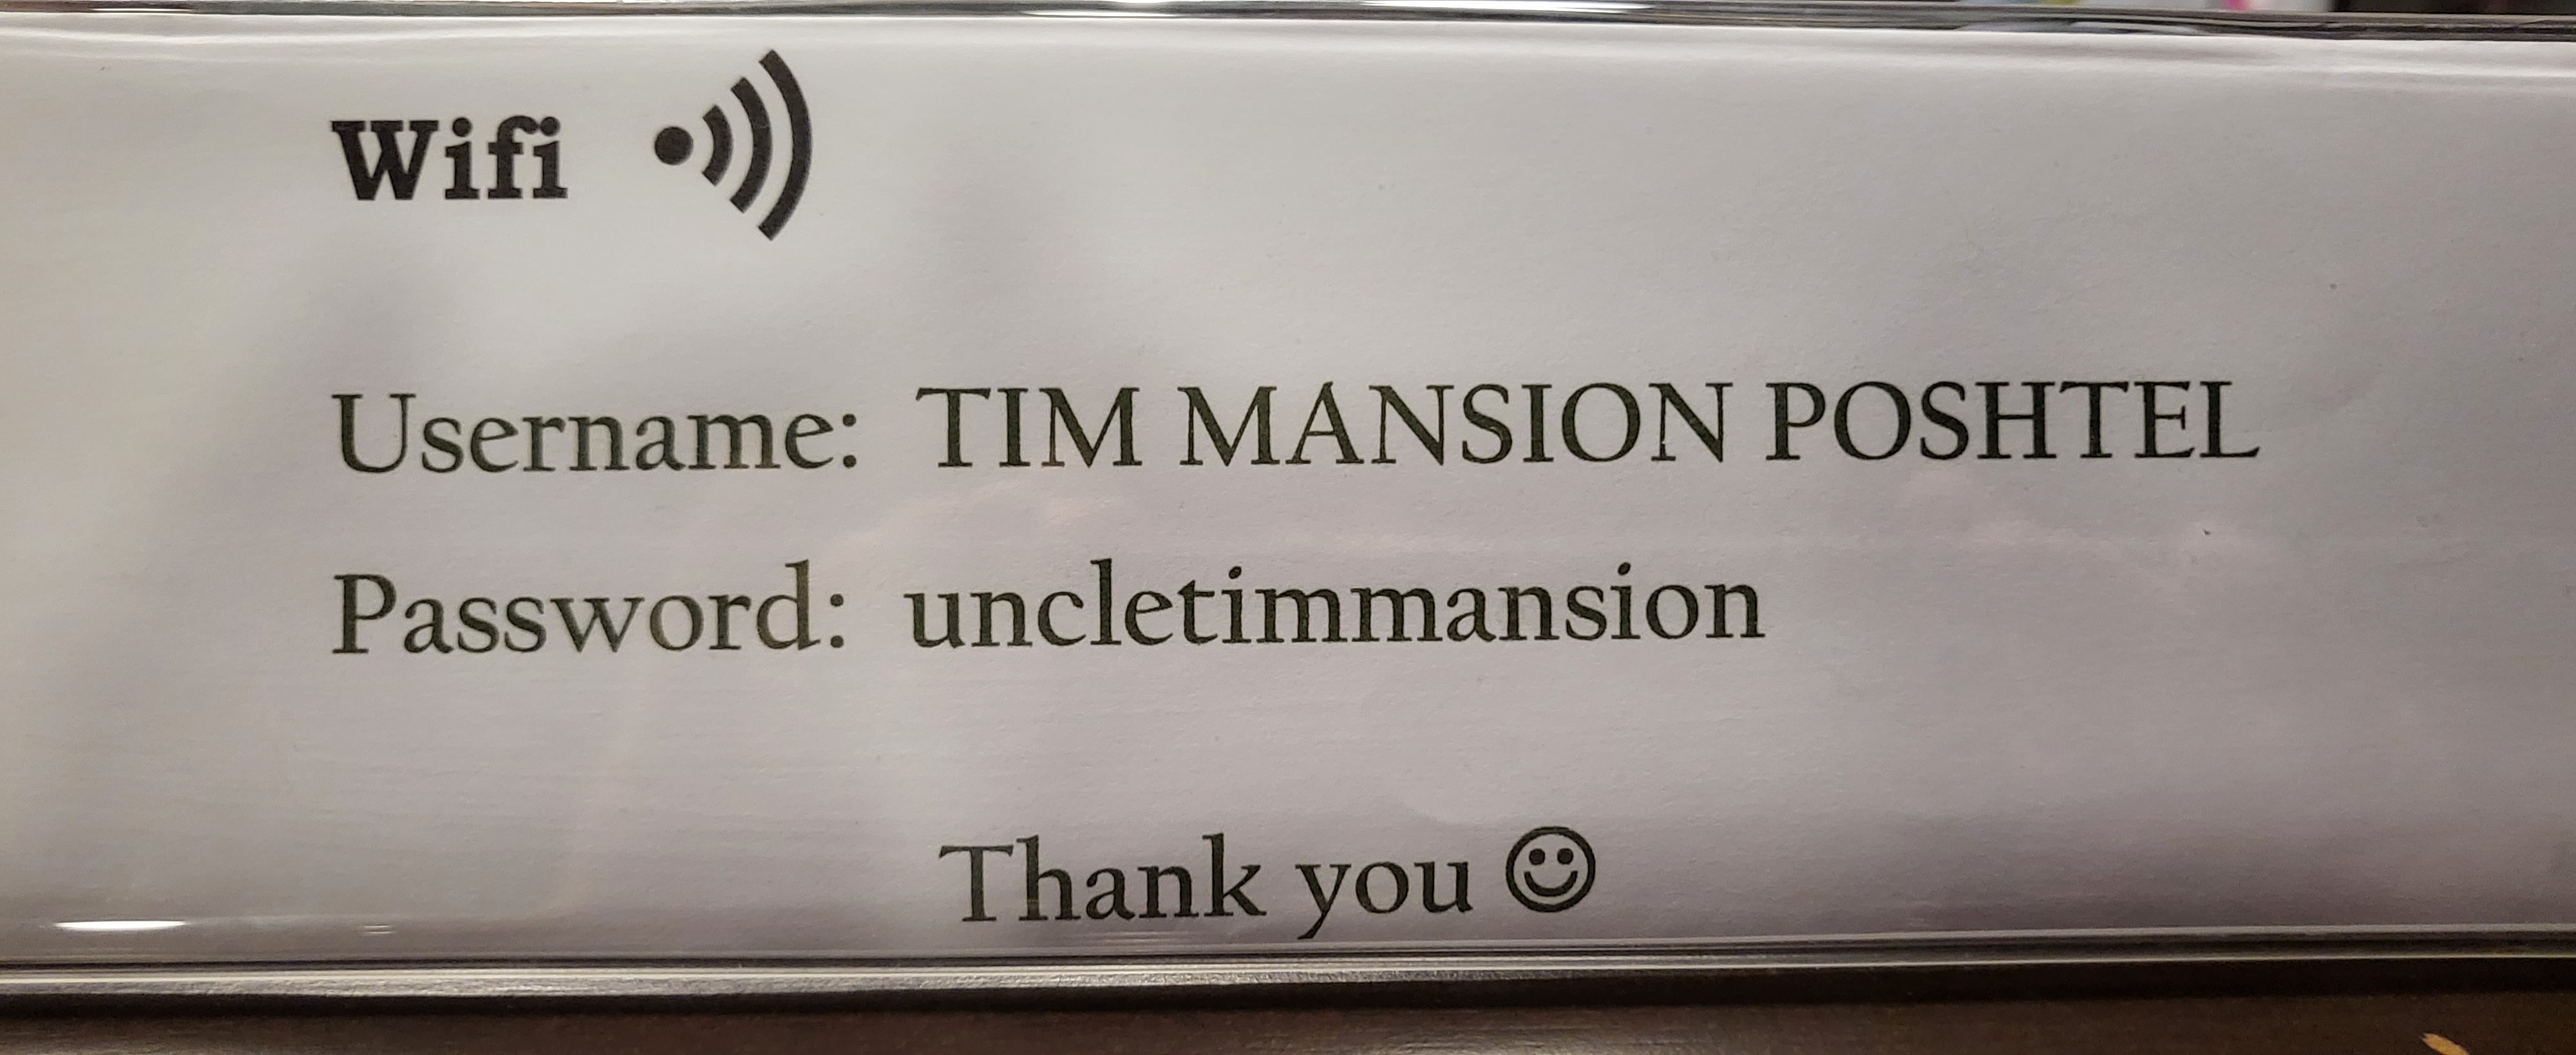 Wifi
Username: TIM MANSION POSHTEL
Password: uncletimmansion
Thank you ☺